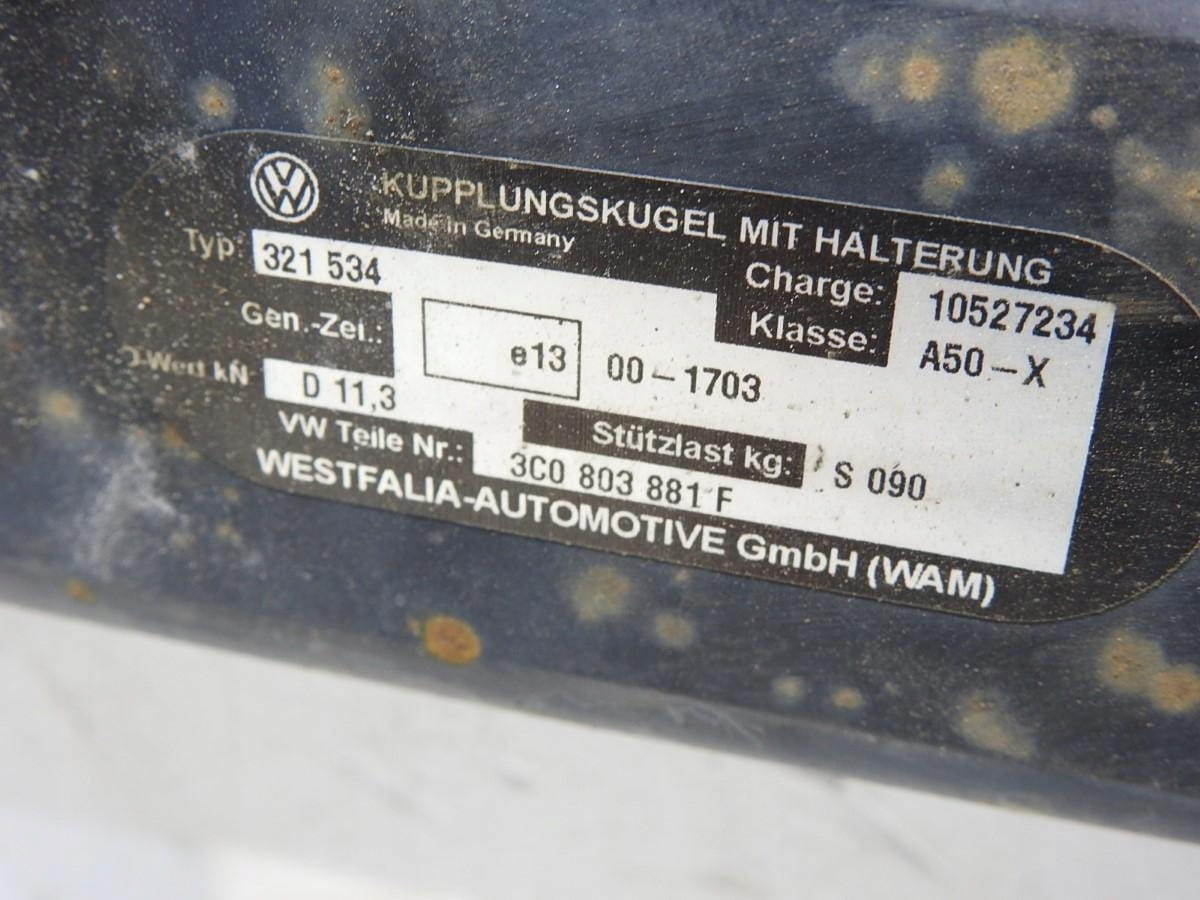 KUPPLUNGSKUGEL MIT HALTERUNG
Made in Germany
Typ: 321 534
Charge: 10527234
Klasse: A50-X
Gen.-Zei.: e13 00-1703
D-Wert kN D 11,3
Stützlast kg: S 090
VW Teile Nr.: 3C0 803 881 F
WESTFALIA-AUTOMOTIVE GmbH (WAM)